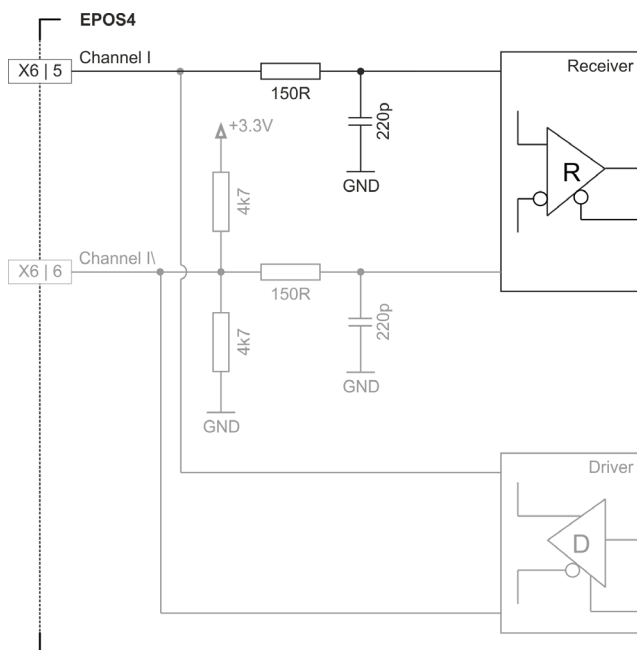 EPOS4
X6 | 5
Channel I
150R
220p
GND
Receiver
R
+3.3V
4k7
X6 | 6
Channel I\
150R
220p
GND
4k7
GND
Driver
D